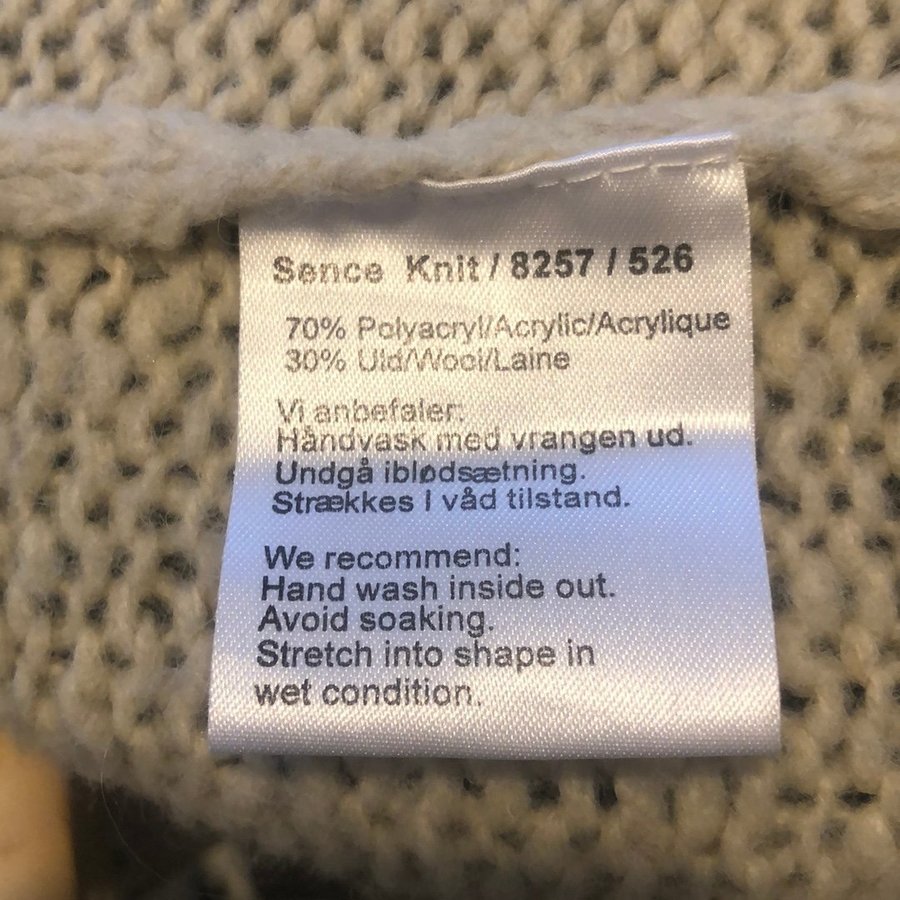 Sence Knit / 8257 / 526
70% Polyacryl/Acrylic/Acrylique
30% Uld/Wool/Laine
Vi anbefaler:
Håndvask med vrangen ud.
Undgå iblødsætning.
Strækkes I våd tilstand.
We recommend:
Hand wash inside out.
Avoid soaking.
Stretch into shape in
wet condition.